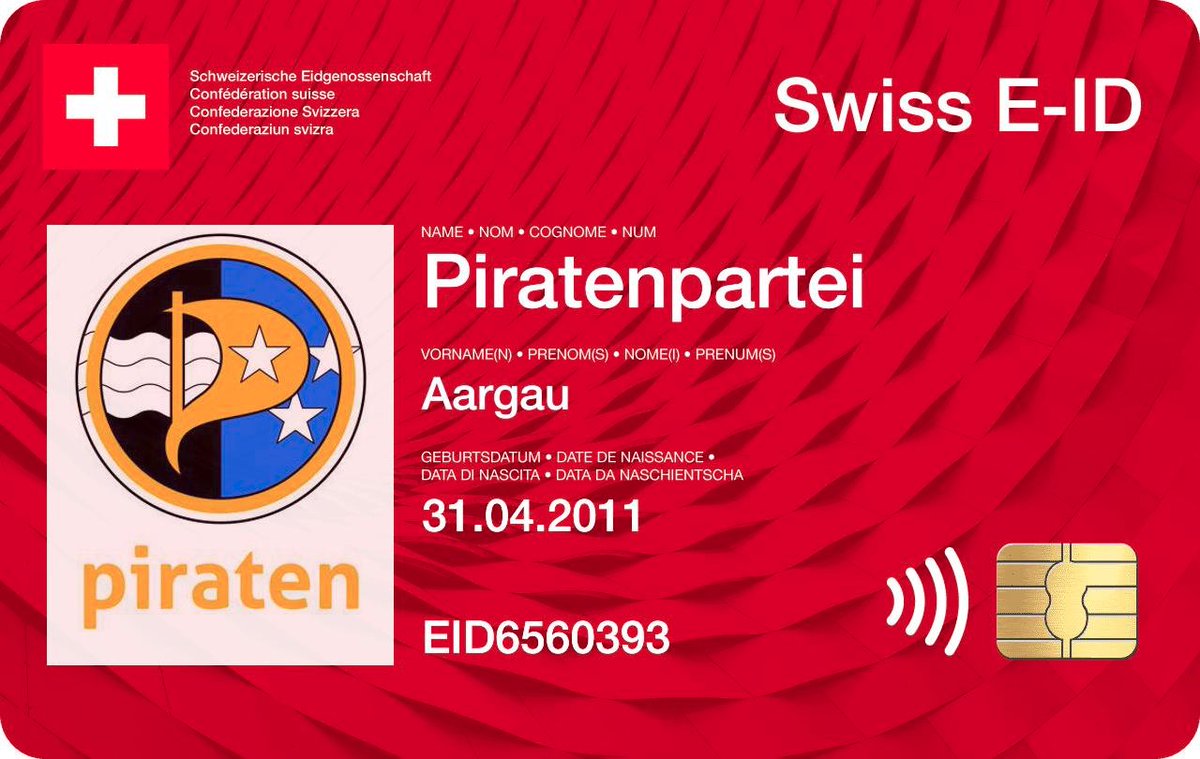 Schweizerische Eidgenossenschaft
Confédération suisse
Confederazione Svizzera
Confederaziun svizra
Swiss E-ID
NAME • NOM • COGNOME • NUM
Piratenpartei
VORNAME(N) • PRENOM(S) • NOME(I) • PRENUM(S)
Aargau
GEBURTSDATUM • DATE DE NAISSANCE •
DATA DI NASCITA • DATA DA NASCHIENTSCHA
31.04.2011
EID6560393
piraten